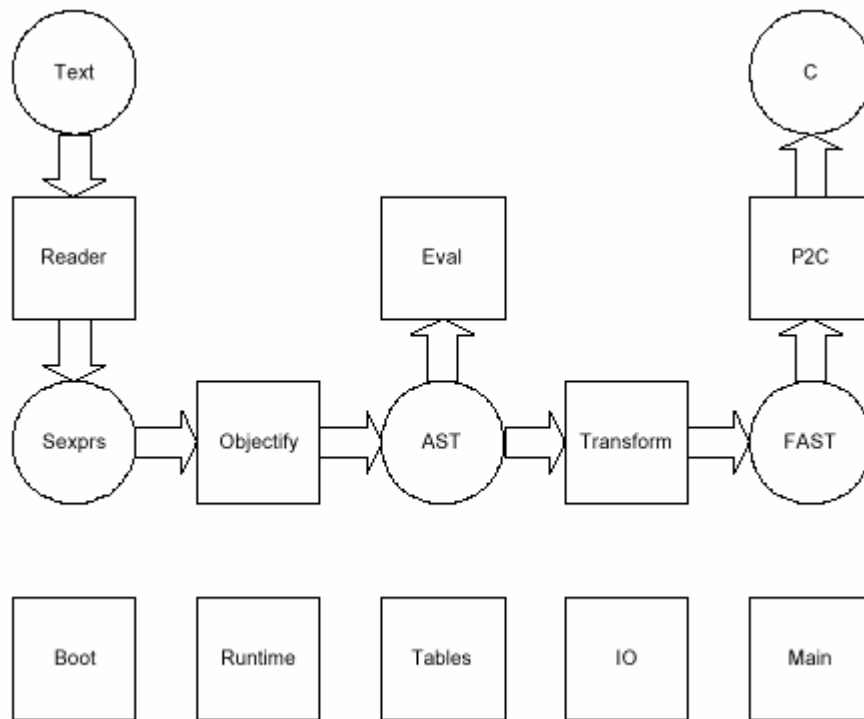 Text
C
Reader
Eval
P2C
Sexprs
Objectify
AST
Transform
FAST
Boot
Runtime
Tables
IO
Main